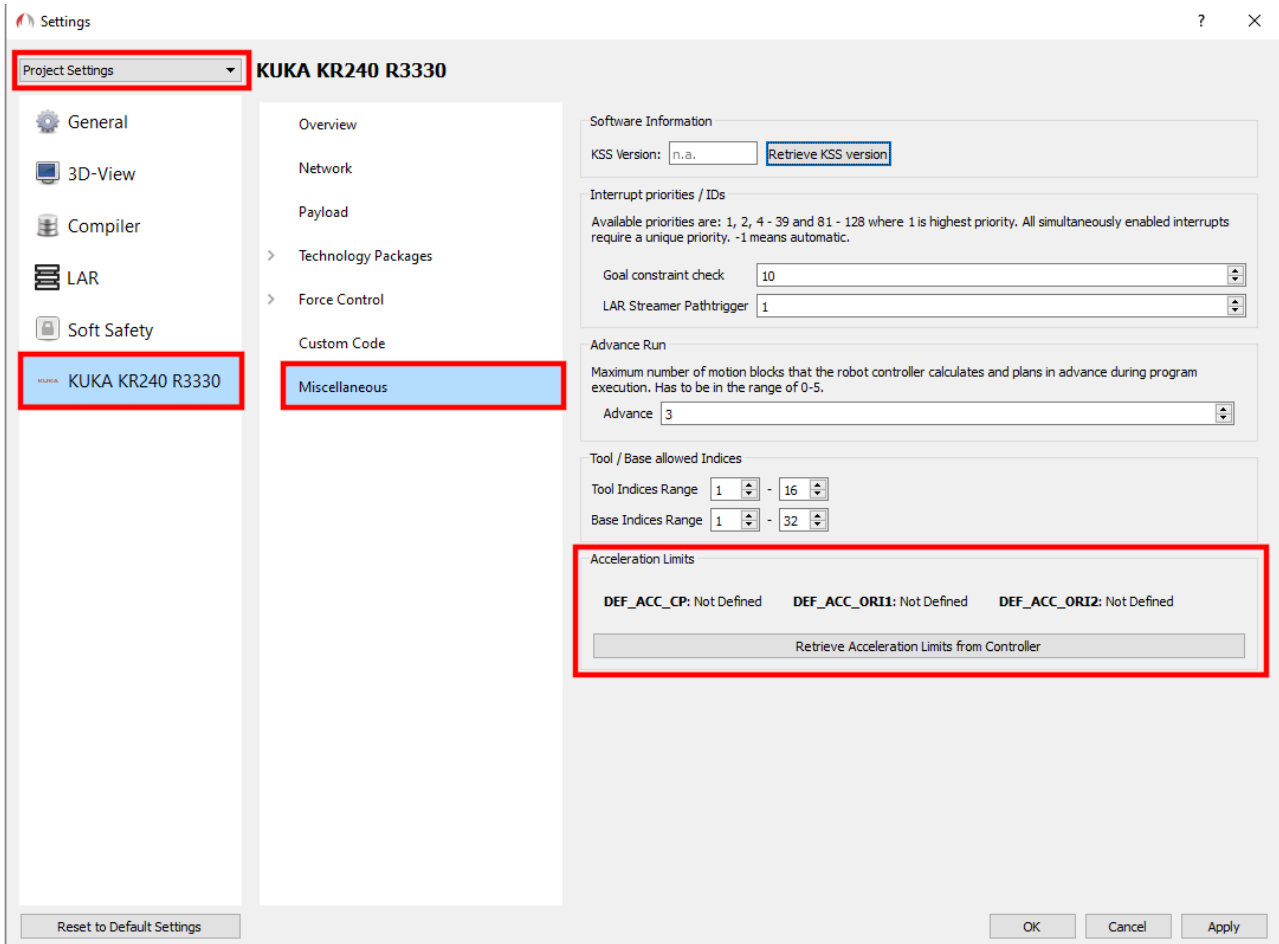 Settings
?
Project Settings
KUKA KR240 R3330
General
3D-View
Compiler
LAR
Soft Safety
KUKA KUKA KR240 R3330
Overview
Network
Payload
Technology Packages
Force Control
Custom Code
Miscellaneous
Software Information
KSS Version: n.a. Retrieve KSS version
Interrupt priorities / IDs
Available priorities are: 1, 2, 4 - 39 and 81 - 128 where 1 is highest priority. All simultaneously enabled interrupts
require a unique priority. -1 means automatic.
Goal constraint check 10
LAR Streamer Pathtrigger 1
Advance Run
Maximum number of motion blocks that the robot controller calculates and plans in advance during program
execution. Has to be in the range of 0-5.
Advance 3
Tool / Base allowed Indices
Tool Indices Range 1 - 16
Base Indices Range 1 - 32
Acceleration Limits
DEF_ACC_CP: Not Defined DEF_ACC_ORI1: Not Defined DEF_ACC_ORI2: Not Defined
Retrieve Acceleration Limits from Controller
Reset to Default Settings
OK Cancel Apply